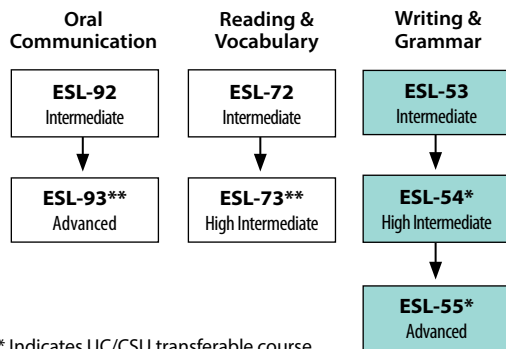 Oral
Communication
ESL-92
Intermediate
ESL-93**
Advanced
Reading &
Vocabulary
ESL-72
Intermediate
ESL-73**
High Intermediate
Writing &
Grammar
ESL-53
Intermediate
ESL-54*
High Intermediate
ESL-55*
Advanced
* Indicates UC/CSU transferable course